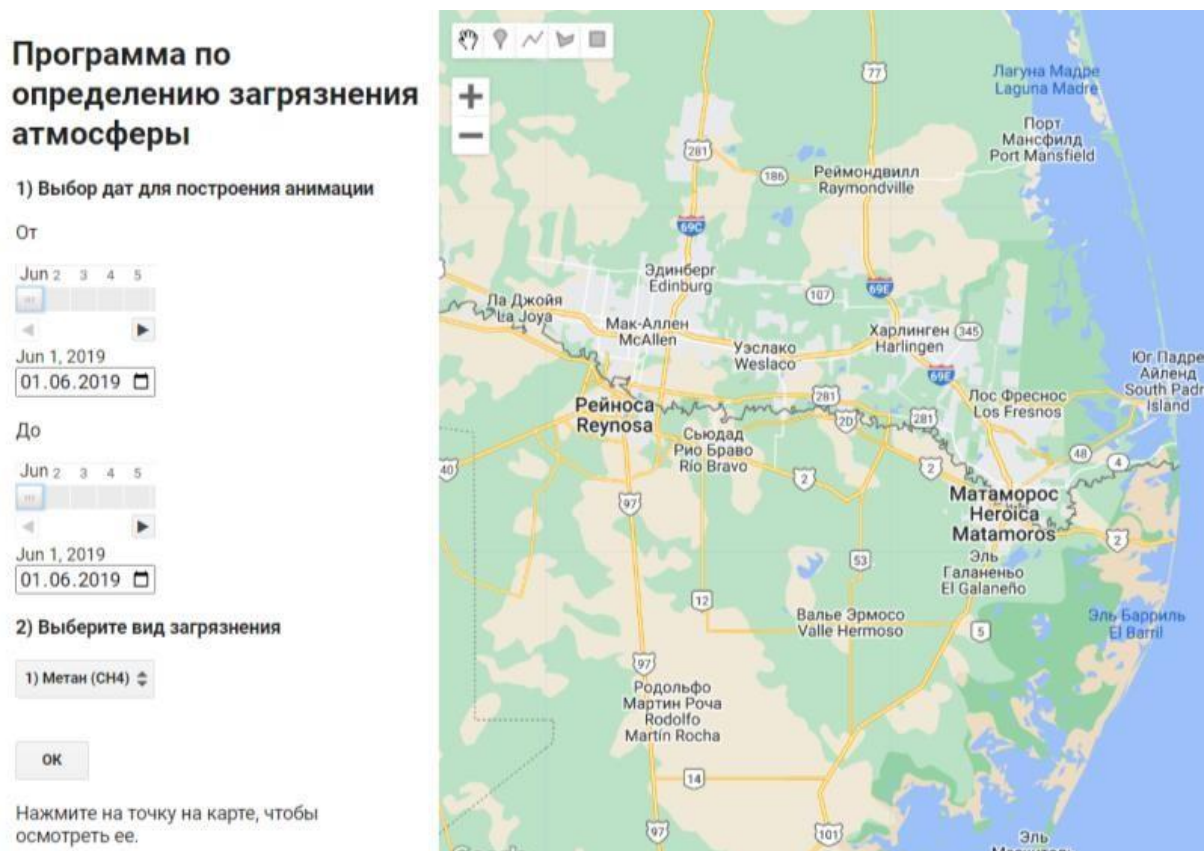 Программа по
определению загрязнения
атмосферы
1) Выбор дат для построения анимации
От
Jun 2 3 4 5
Jun 1, 2019
01.06.2019
До
Jun 2 3 4 5
Jun 1, 2019
01.06.2019
2) Выберите вид загрязнения
1) Метан (CH4)
ОК
Нажмите на точку на карте, чтобы
осмотреть ее.
+
−
77
Лагуна Мадре
Laguna Madre
Порт
Мансфилд
Port Mansfield
281
186
Реймондвилл
Raymondville
69C
Эдинберг
Edinburg
69E
107
Ла Джойя
La Joya
Мак-Аллен
McAllen
Харлинген
Harlingen
345
Уэслако
Weslaco
Юг Падре
Айленд
South Padre
Island
69E
281
Лос Фреснос
Los Fresnos
Рейноса
Reynosa
2D
281
Сьюдад
Рио Браво
Río Bravo
48
4
40
2
2
97
Матаморос
Heroica
Matamoros
2
53
Эль
Галаненьо
El Galaneño
12
Валье Эрмосо
Valle Hermoso
5
Эль Барриль
El Barril
97
Родольфо
Мартин Роча
Rodolfo
Martín Rocha
14
97
101
Эль